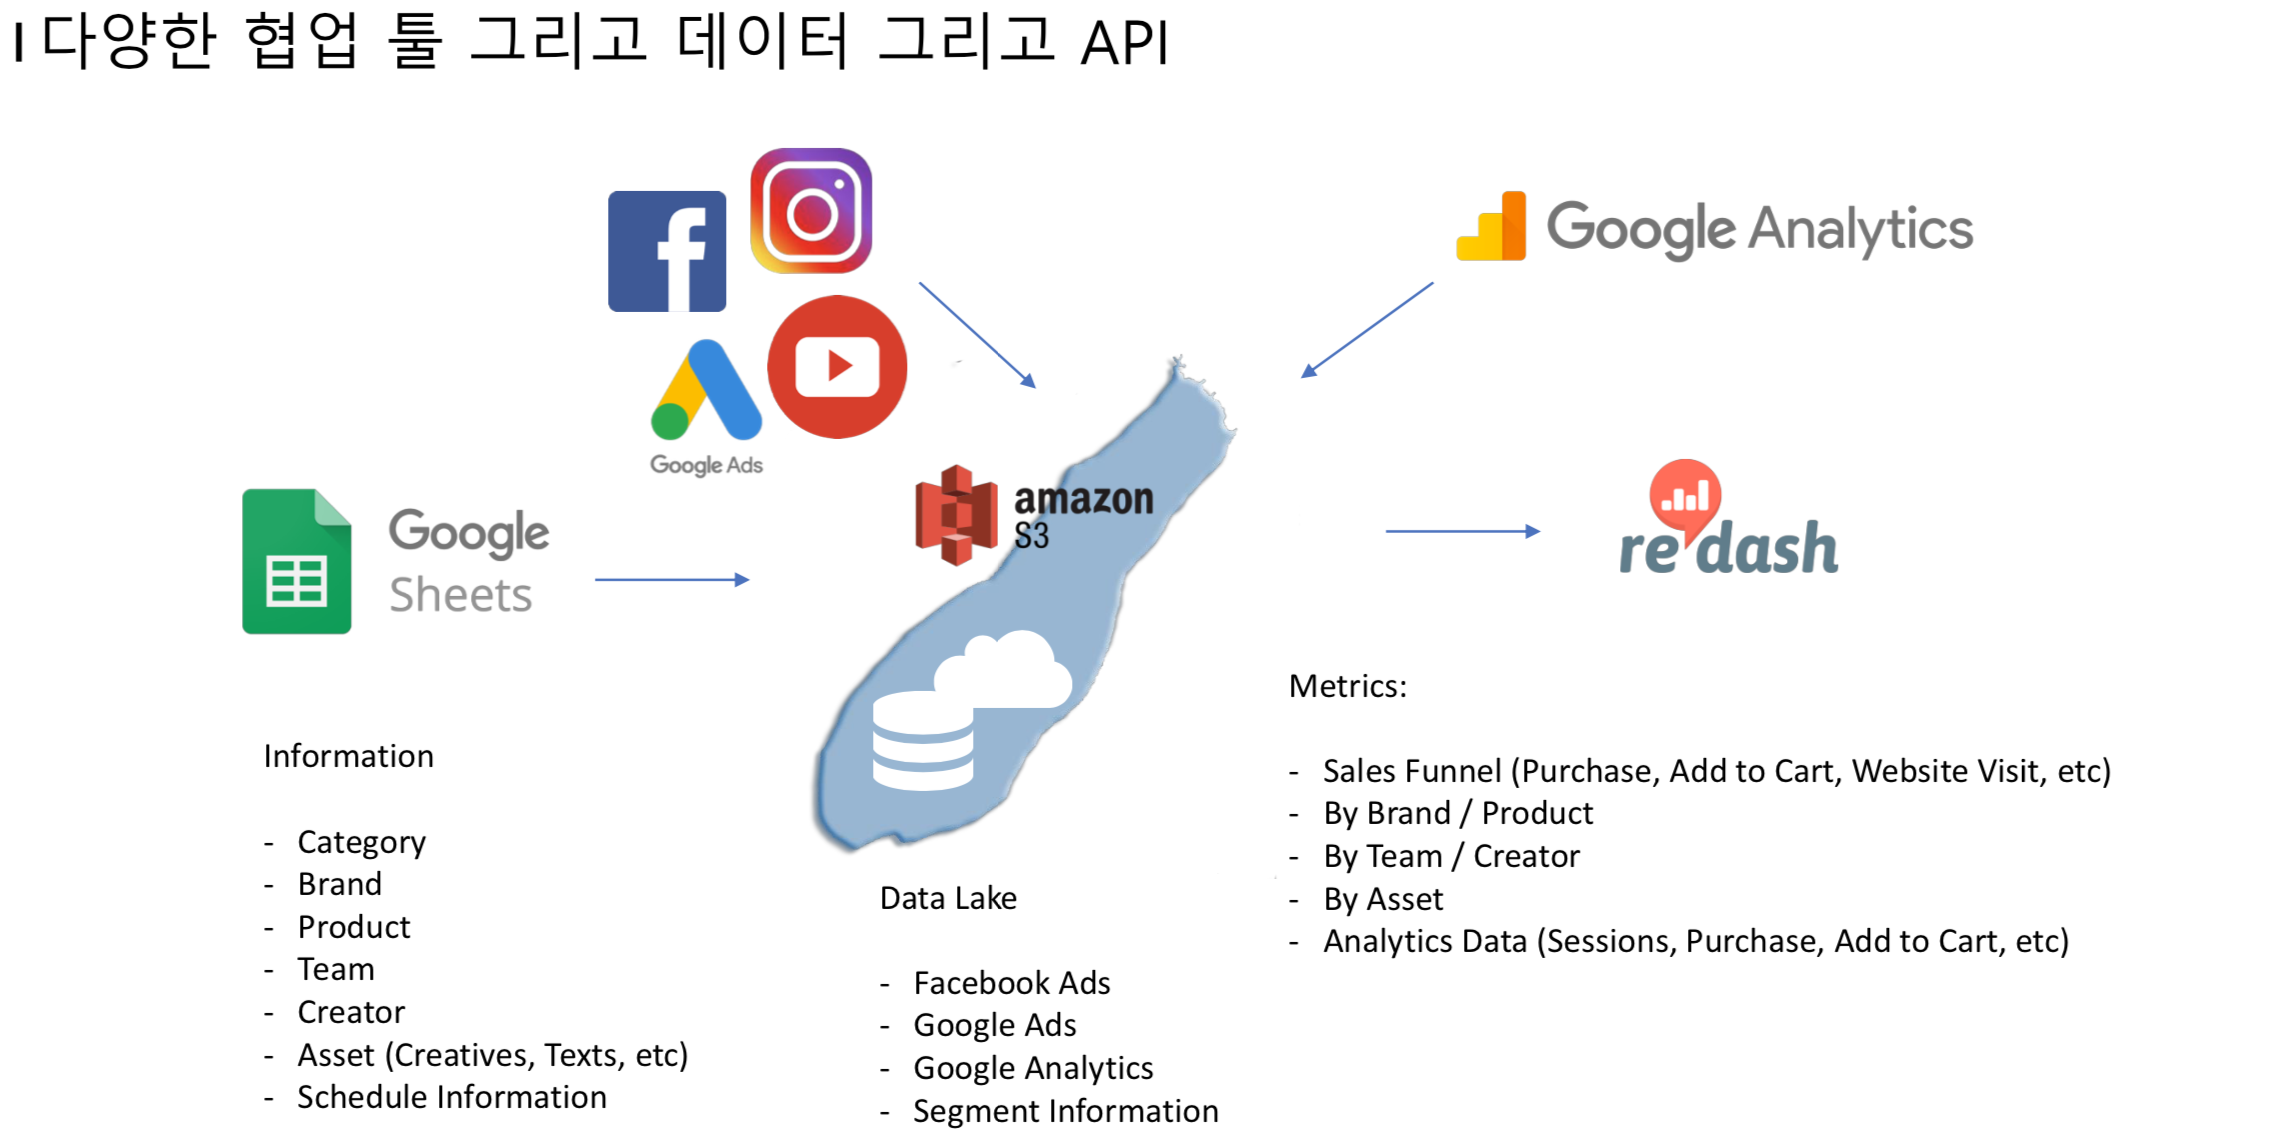 다양한 협업 툴 그리고 데이터 그리고 API
Google Analytics
Google Ads
Google
Sheets
amazon
S3
re dash
Information
- Category
- Brand
- Product
- Team
- Creator
- Asset (Creatives, Texts, etc)
- Schedule Information
Data Lake
- Facebook Ads
- Google Ads
- Google Analytics
- Segment Information
Metrics:
- Sales Funnel (Purchase, Add to Cart, Website Visit, etc)
- By Brand / Product
- By Team / Creator
- By Asset
- Analytics Data (Sessions, Purchase, Add to Cart, etc)